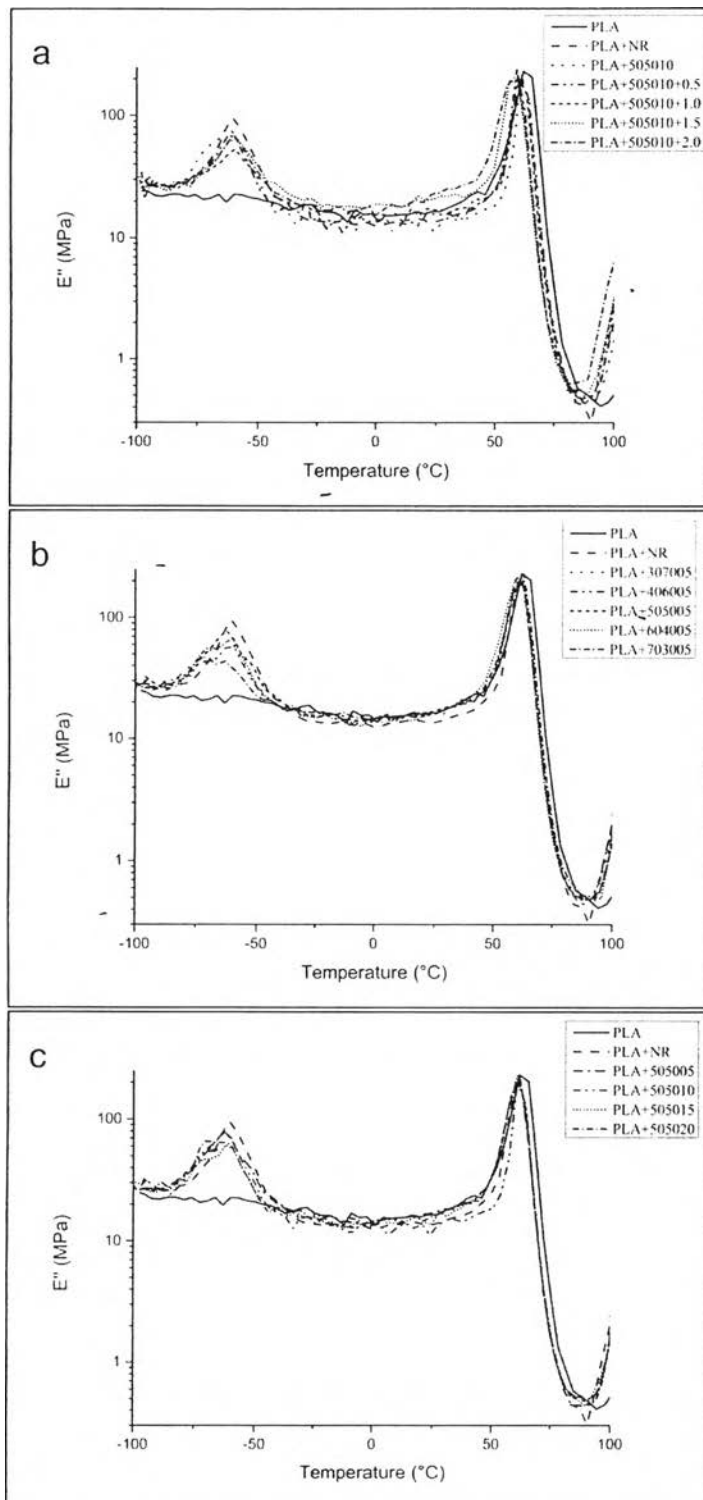 a
PLA
PLA+NR
PLA+505010
PLA+505010+0.5
PLA+505010+1.0
PLA+505010+1.5
PLA+505010+2.0
100
10
1
E'' (MPa)
-100
-50
0
50
100
Temperature (°C)
b
PLA
PLA+NR
PLA+307005
PLA+406005
PLA+505005
PLA+604005
PLA+703005
100
10
1
E'' (MPa)
-100
-50
0
50
100
Temperature (°C)
c
PLA
PLA+NR
PLA+505005
PLA+505010
PLA+505015
PLA+505020
100
10
1
E'' (MPa)
-100
-50
0
50
100
Temperature (°C)